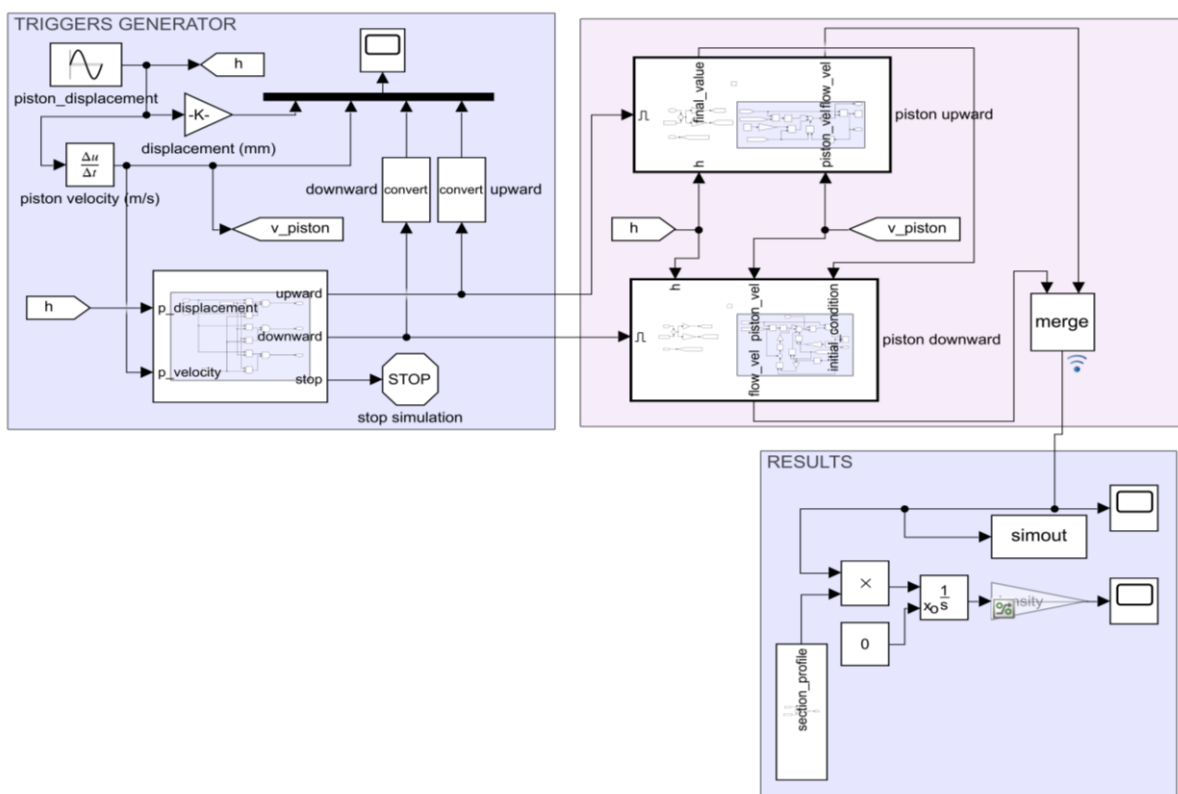 TRIGGERS GENERATOR
h
piston_displacement
-K-
displacement (mm)
Δu
Δt
piston velocity (m/s)
downward
convert
convert
upward
v_piston
h
p_displacement
p_velocity
upward
downward
stop
STOP
stop simulation
final_value
flow_vel
piston_vel
h
piston upward
h
v_piston
h
piston_vel
initial_condition
flow_vel
piston downward
merge
RESULTS
simout
×
xo
1
s
0
section_profile